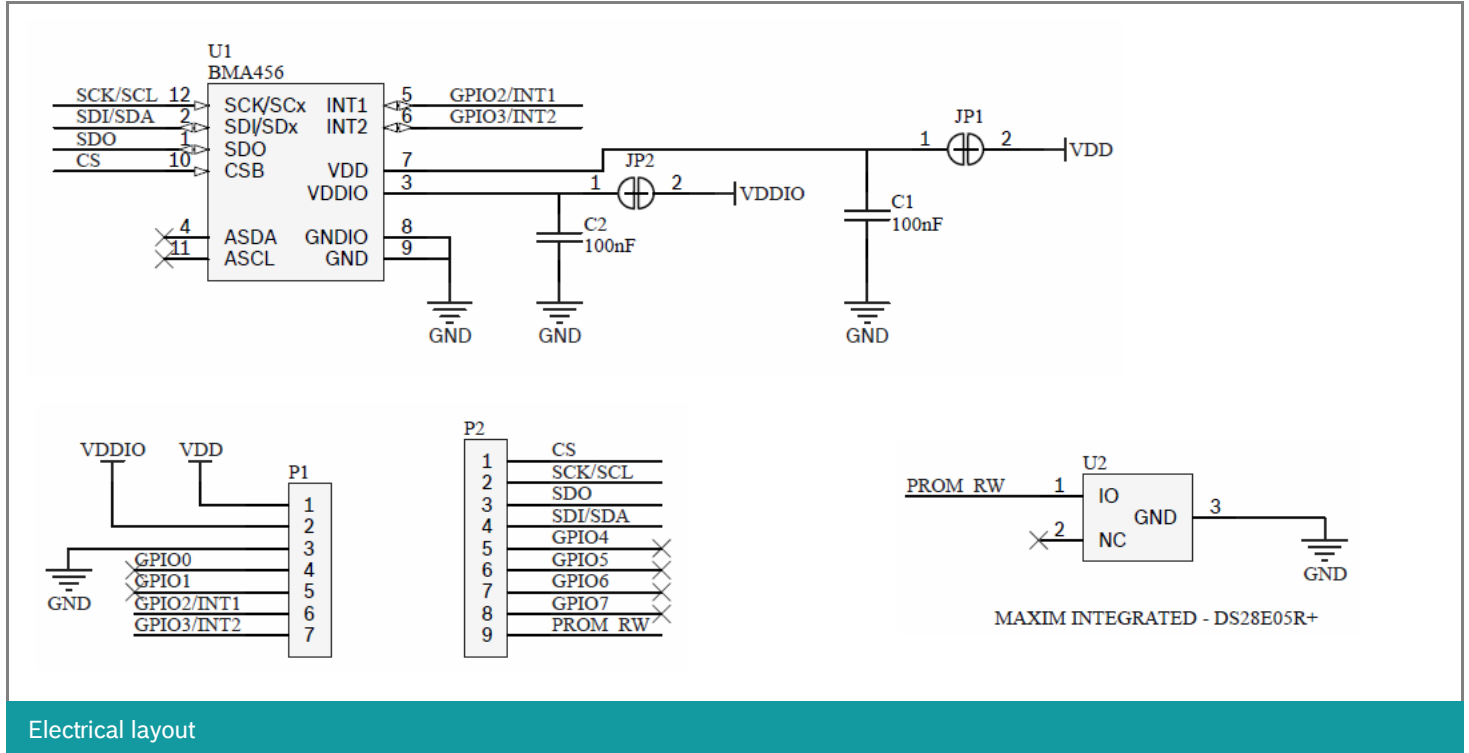 U1
BMA456
SCK/SCL 12 SCK/SCx INT1 5 GPIO2/INT1
SDI/SDA 2 SDI/SDx INT2 6 GPIO3/INT2
SDO 1 SDO
CS 10 CSB VDD 7
VDDIO 3
4 ASDA GNDIO 8
11 ASCL GND 9
GND
JP2
1 2 VDDIO
C2
100nF
GND
JP1
1 2 VDD
C1
100nF
GND
VDDIO VDD
P1
1
2
3
GND
GPIO0 4
GPIO1 5
GPIO2/INT1 6
GPIO3/INT2 7
P2
1 CS
2 SCK/SCL
3 SDO
4 SDI/SDA
5 GPIO4
6 GPIO5
7 GPIO6
8 GPIO7
9 PROM_RW
U2
PROM_RW 1 IO
GND 3
2 NC
GND
MAXIM INTEGRATED - DS28E05R+
Electrical layout